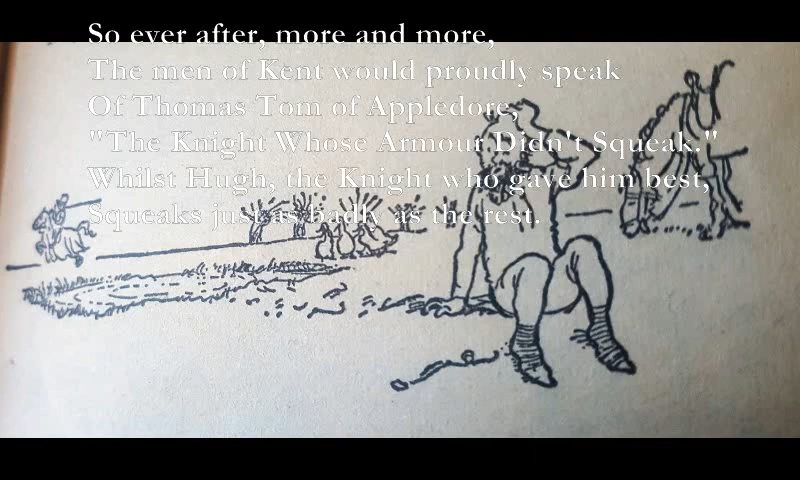 So ever after, more and more,
The men of Kent would proudly speak
Of Thomas Tom of Appledore,
"The Knight Whose Armour Didn't Squeak."
Whilst Hugh, the Knight who gave him best,
Squeaks just as badly as the rest.